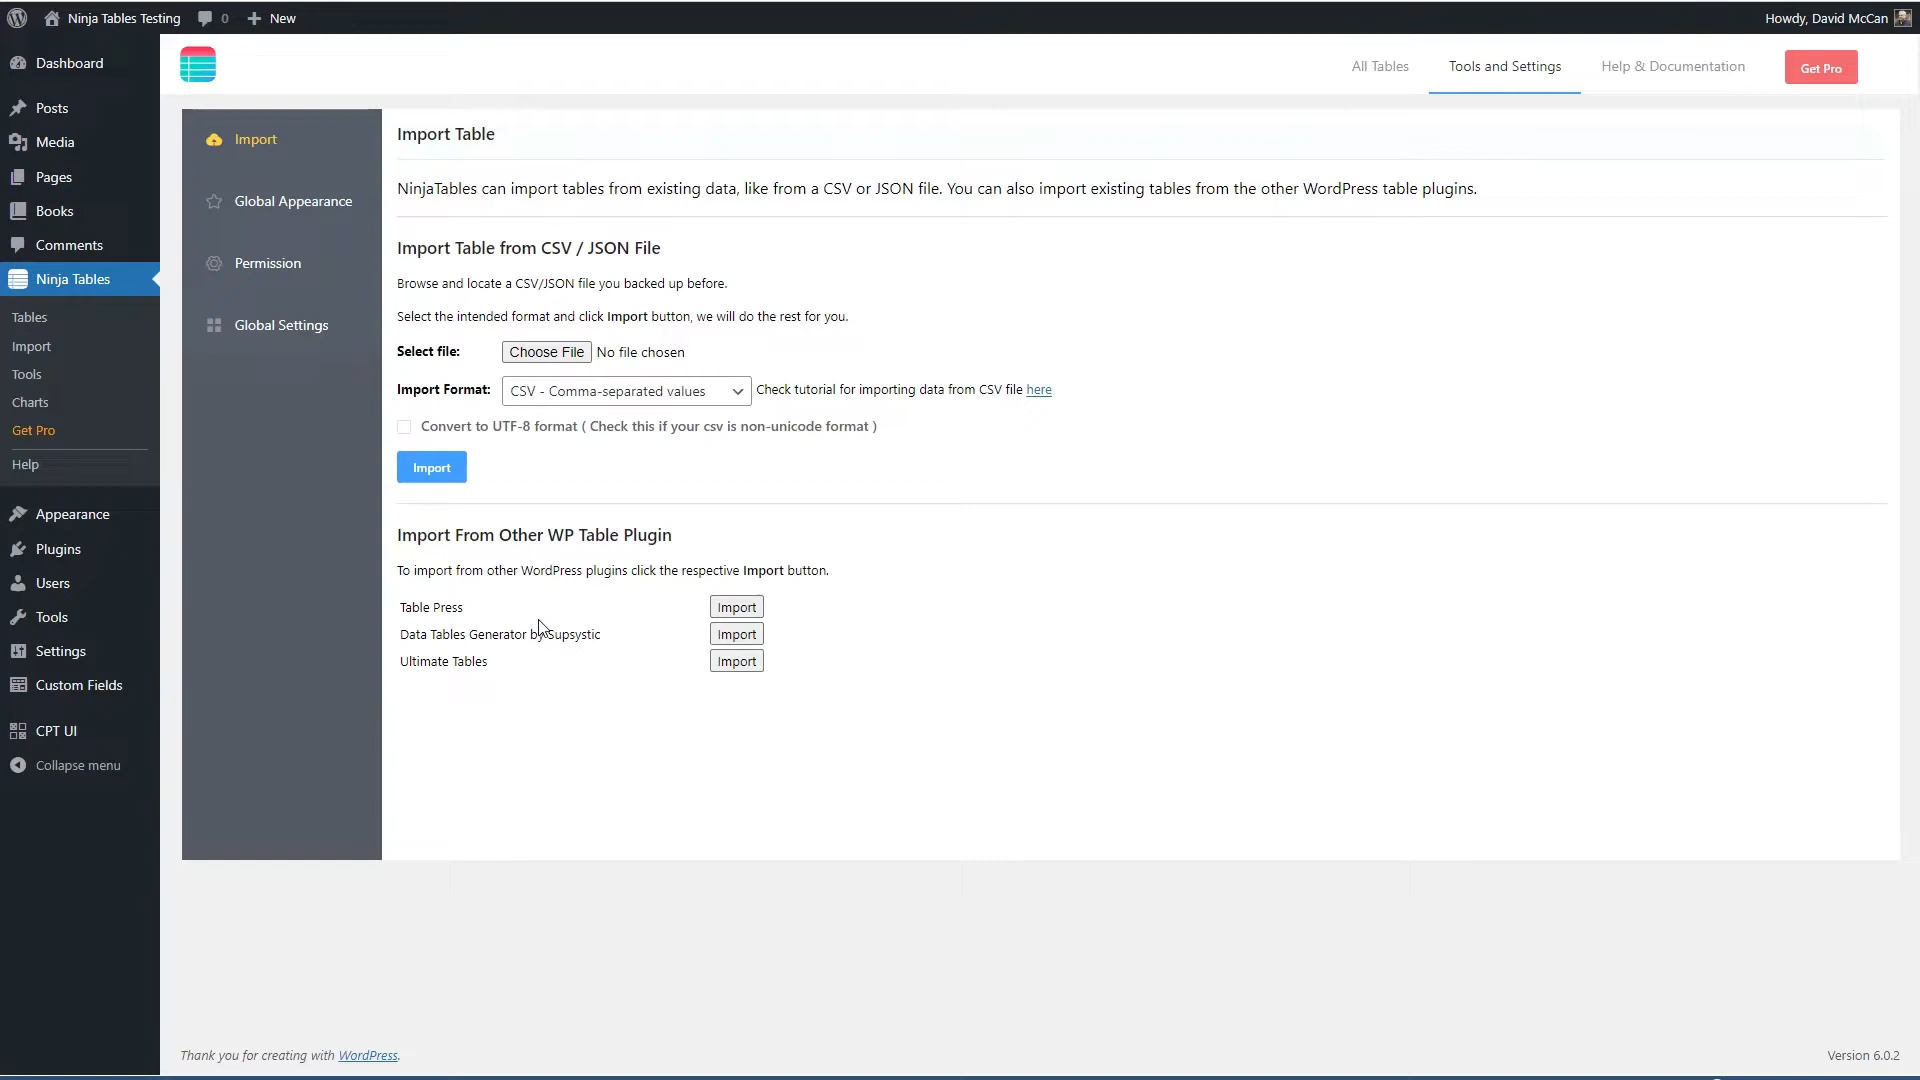 Ninja Tables Testing 0 New Howdy, David McCan
Dashboard
Posts
Media
Pages
Books
Comments
Ninja Tables
Tables
Import
Tools
Charts
Get Pro
Help
Appearance
Plugins
Users
Tools
Settings
Custom Fields
CPT UI
Collapse menu
All Tables Tools and Settings Help & Documentation Get Pro
Import
Global Appearance
Permission
Global Settings
Import Table
NinjaTables can import tables from existing data, like from a CSV or JSON file. You can also import existing tables from the other WordPress table plugins.
Import Table from CSV / JSON File
Browse and locate a CSV/JSON file you backed up before.
Select the intended format and click Import button, we will do the rest for you.
Select file: Choose File No file chosen
Import Format: CSV - Comma-separated values Check tutorial for importing data from CSV file here
Convert to UTF-8 format ( Check this if your csv is non-unicode format )
Import
Import From Other WP Table Plugin
To import from other WordPress plugins click the respective Import button.
Table Press Import
Data Tables Generator by Supsystic Import
Ultimate Tables Import
Thank you for creating with WordPress. Version 6.0.2